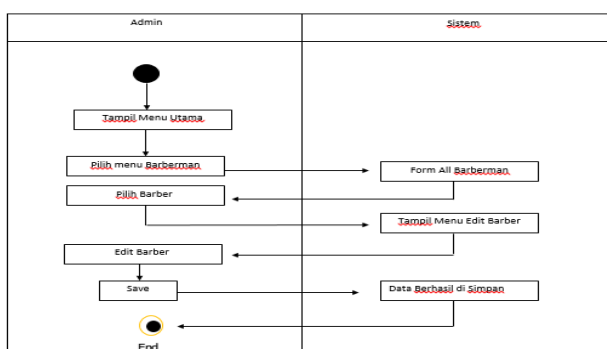 Admin
Sistem
Tampil Menu Utama
Pilih menu Barberman
Form All Barberman
Pilih Barber
Tampil Menu Edit Barber
Edit Barber
Save
Data Berhasil di Simpan
End